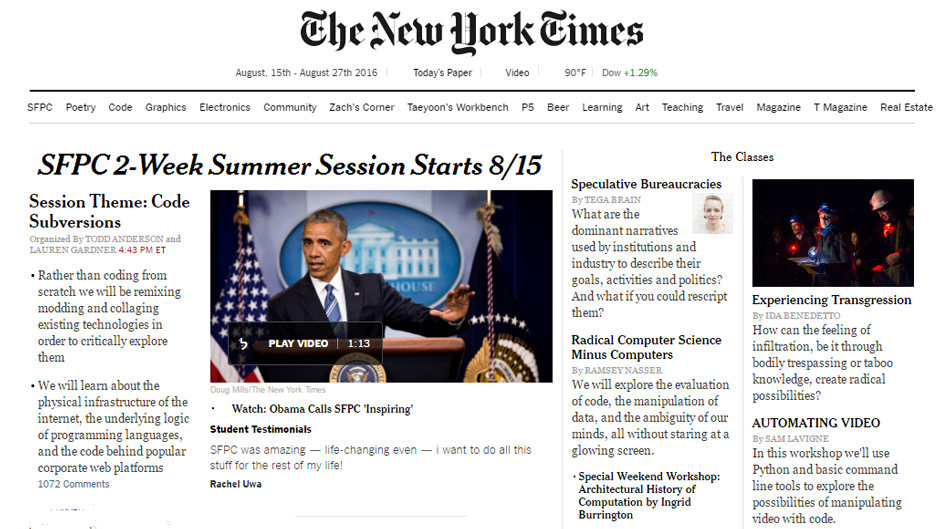 The New York Times
August, 15th - August 27th 2016
Today's Paper
Video
90°F
Dow +1.29%
SFPC Poetry Code Graphics Electronics Community Zach's Corner Taeyoon's Workbench P5 Beer Learning Art Teaching Travel Magazine T Magazine Real Estate
SFPC 2-Week Summer Session Starts 8/15
Session Theme: Code
Subversions
Organized By TODD ANDERSON and
LAUREN GARDNER 4:43 PM ET
• Rather than coding from
scratch we will be remixing
modding and collaging
existing technologies in
order to critically explore
them
• We will learn about the
physical infrastructure of the
internet, the underlying logic
of programming languages,
and the code behind popular
corporate web platforms
1072 Comments
HOUSE
PLAY VIDEO | 1:13
Doug Mills/The New York Times
• Watch: Obama Calls SFPC 'Inspiring'
Student Testimonials
SFPC was amazing — life-changing even — i want to do all this
stuff for the rest of my life!
Rachel Uwa
The Classes
Speculative Bureaucracies
By TEGA BRAIN
What are the
dominant narratives
used by institutions and
industry to describe their
goals, activities and politics?
And what if you could rescript
them?
Radical Computer Science
Minus Computers
By RAMSEY NASSER
We will explore the evaluation
of code, the manipulation of
data, and the ambiguity of our
minds, all without staring at a
glowing screen.
• Special Weekend Workshop:
Architectural History of
Computation by Ingrid
Burrington
Experiencing Transgression
By IDA BENEDETTO
How can the feeling of
infiltration, be it through
bodily trespassing or taboo
knowledge, create radical
possibilities?
AUTOMATING VIDEO
By SAM LAVIGNE
In this workshop we'll use
Python and basic command
line tools to explore the
possibilities of manipulating
video with code.